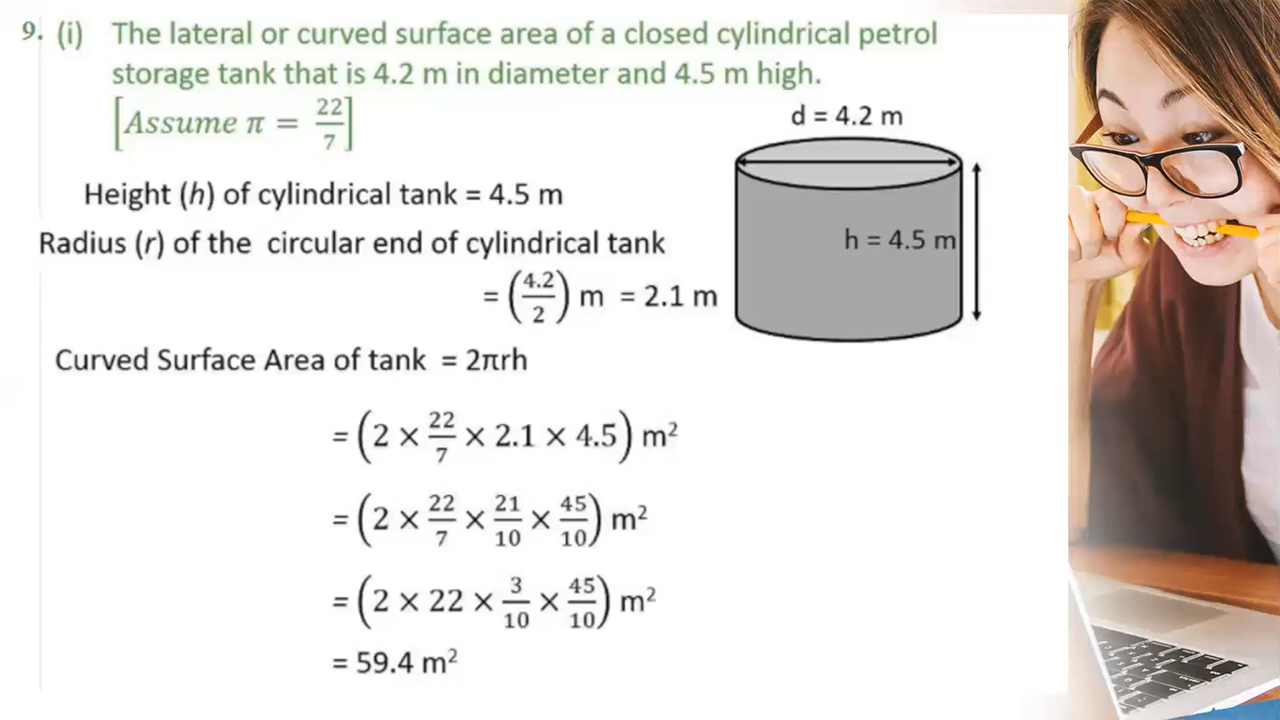 9. (i) The lateral or curved surface area of a closed cylindrical petrol
storage tank that is 4.2 m in diameter and 4.5 m high.
[Assume π = 22/7]
d = 4.2 m
Height (h) of cylindrical tank = 4.5 m
Radius (r) of the circular end of cylindrical tank
h = 4.5 m
= (4.2/2) m = 2.1 m
Curved Surface Area of tank = 2πrh
= (2 × 22/7 × 2.1 × 4.5) m²
= (2 × 22/7 × 21/10 × 45/10) m²
= (2 × 22 × 3/10 × 45/10) m²
= 59.4 m²